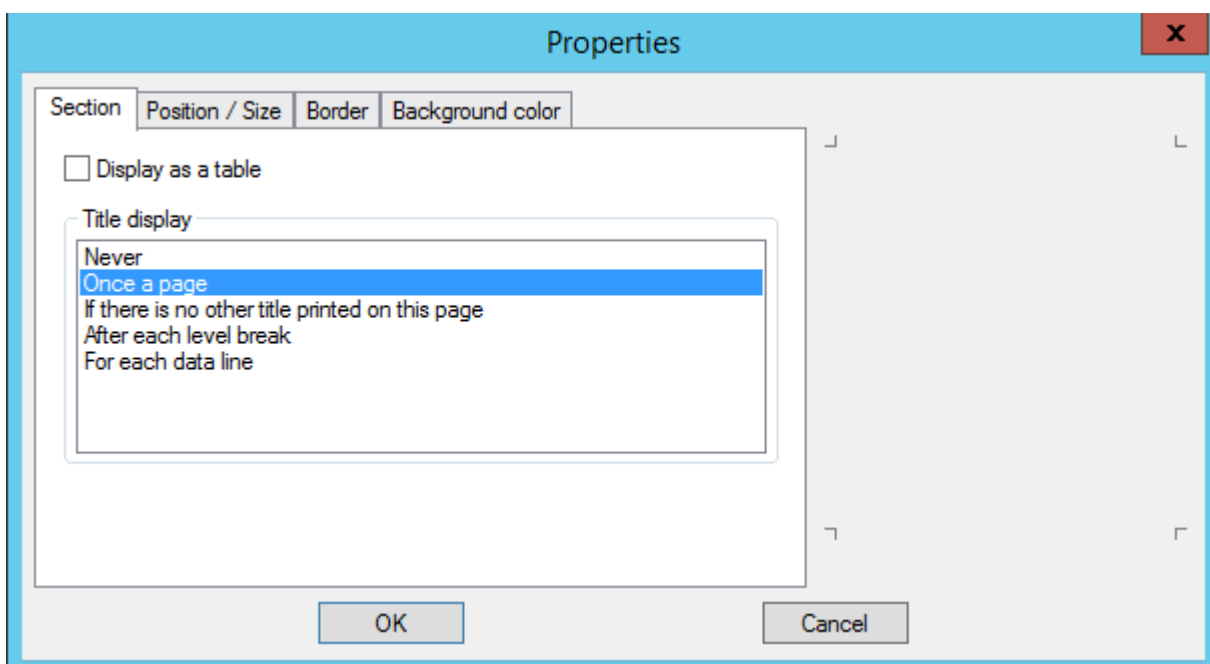 Properties
x
Section Position / Size Border Background color
Display as a table
Title display
Never
Once a page
If there is no other title printed on this page
After each level break
For each data line
OK Cancel